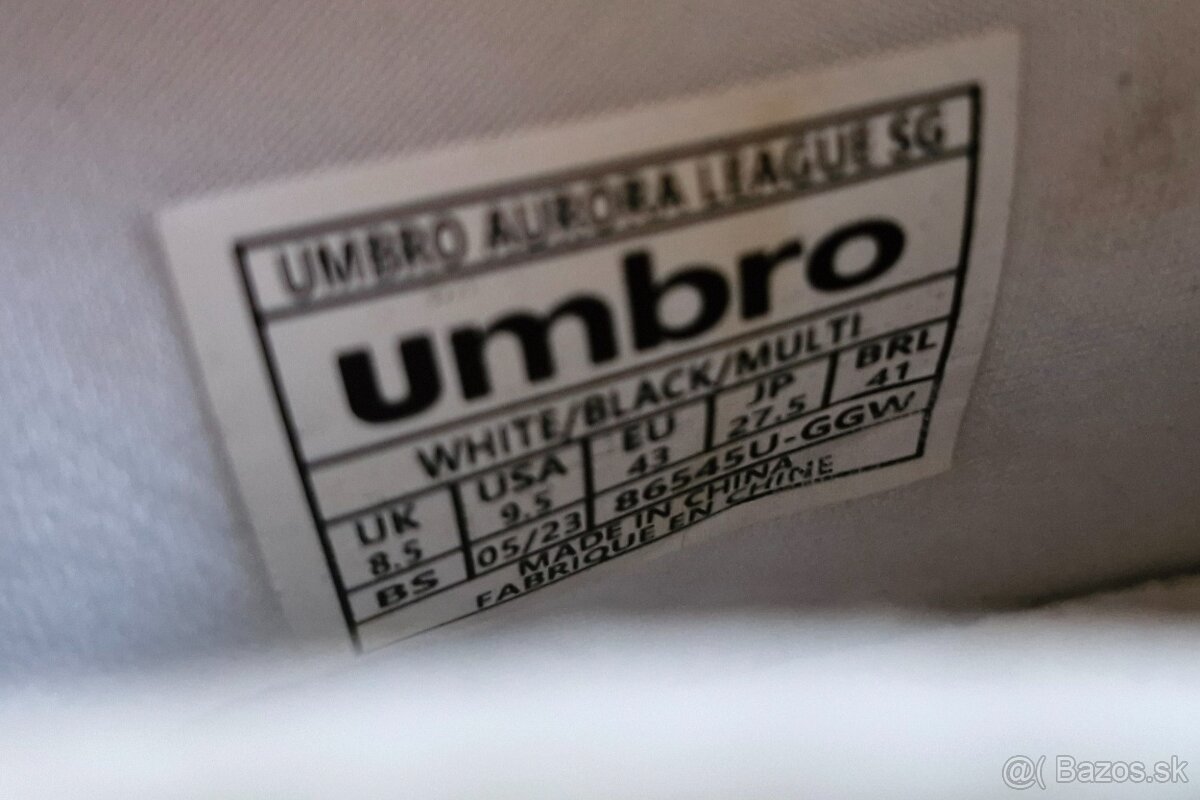 UMBRO AURORA LEAGUE SG
umbro
WHITE/BLACK/MULTI
UK USA EU JP BRL
8.5 9.5 43 27.5 41
BS 05/23 86545U-GGW
MADE IN CHINA
FABRIQUE EN CHINE
@( Bazos.sk